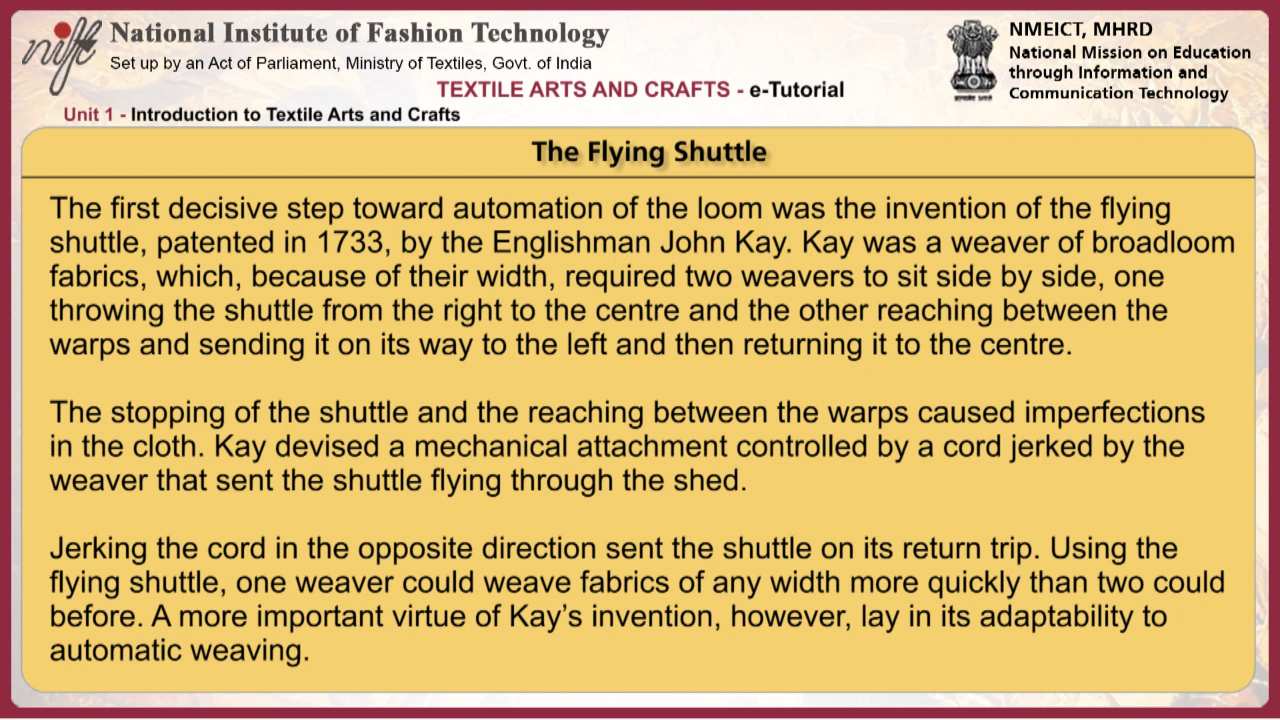 nift
National Institute of Fashion Technology
Set up by an Act of Parliament, Ministry of Textiles, Govt. of India
NMEICT, MHRD
National Mission on Education
through Information and
Communication Technology
TEXTILE ARTS AND CRAFTS - e-Tutorial
Unit 1 - Introduction to Textile Arts and Crafts
The Flying Shuttle
The first decisive step toward automation of the loom was the invention of the flying
shuttle, patented in 1733, by the Englishman John Kay. Kay was a weaver of broadloom
fabrics, which, because of their width, required two weavers to sit side by side, one
throwing the shuttle from the right to the centre and the other reaching between the
warps and sending it on its way to the left and then returning it to the centre.
The stopping of the shuttle and the reaching between the warps caused imperfections
in the cloth. Kay devised a mechanical attachment controlled by a cord jerked by the
weaver that sent the shuttle flying through the shed.
Jerking the cord in the opposite direction sent the shuttle on its return trip. Using the
flying shuttle, one weaver could weave fabrics of any width more quickly than two could
before. A more important virtue of Kay’s invention, however, lay in its adaptability to
automatic weaving.